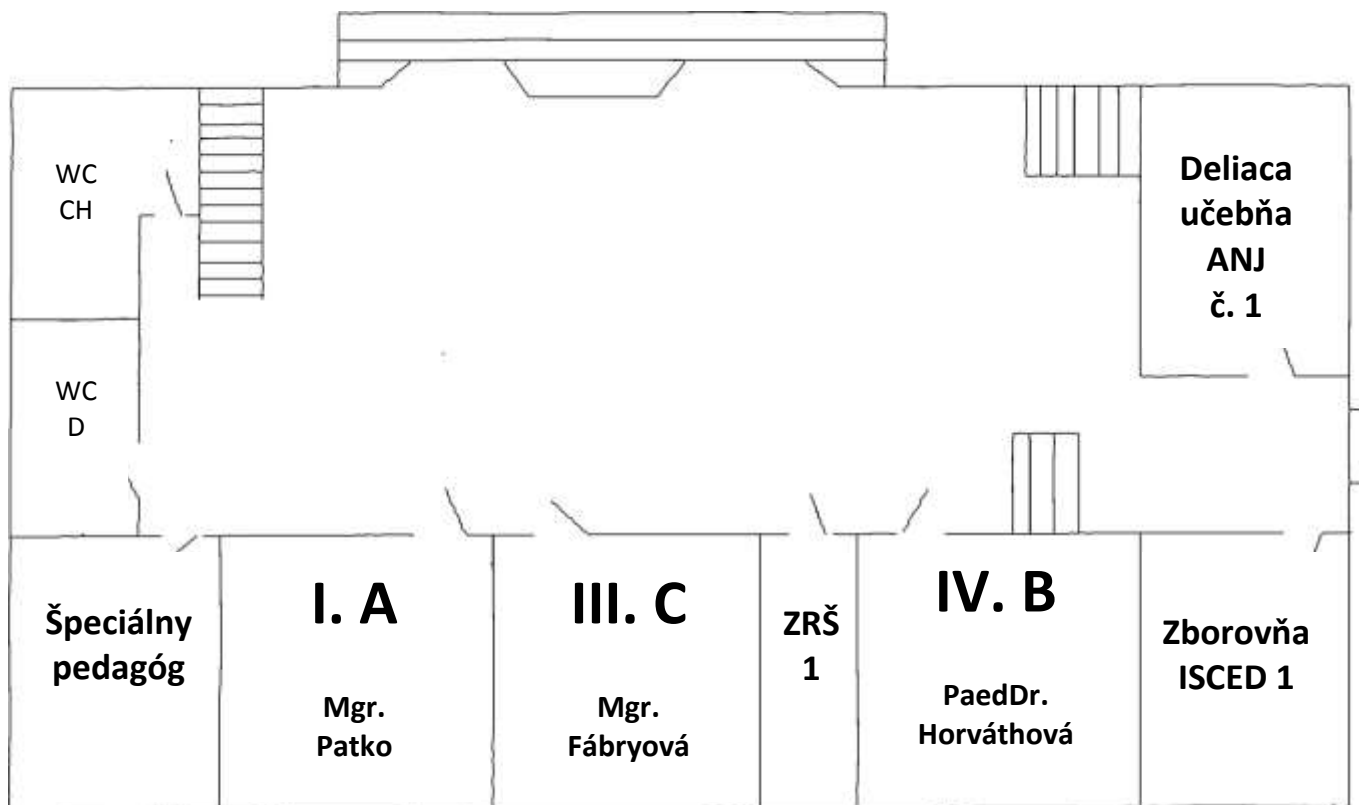 WC
CH
WC
D
Deliaca
učebňa
ANJ
č. 1
Špeciálny
pedagóg
I. A
Mgr.
Patko
III. C
Mgr.
Fábryová
ZRŠ
1
IV. B
PaedDr.
Horváthová
Zborovňa
ISCED 1